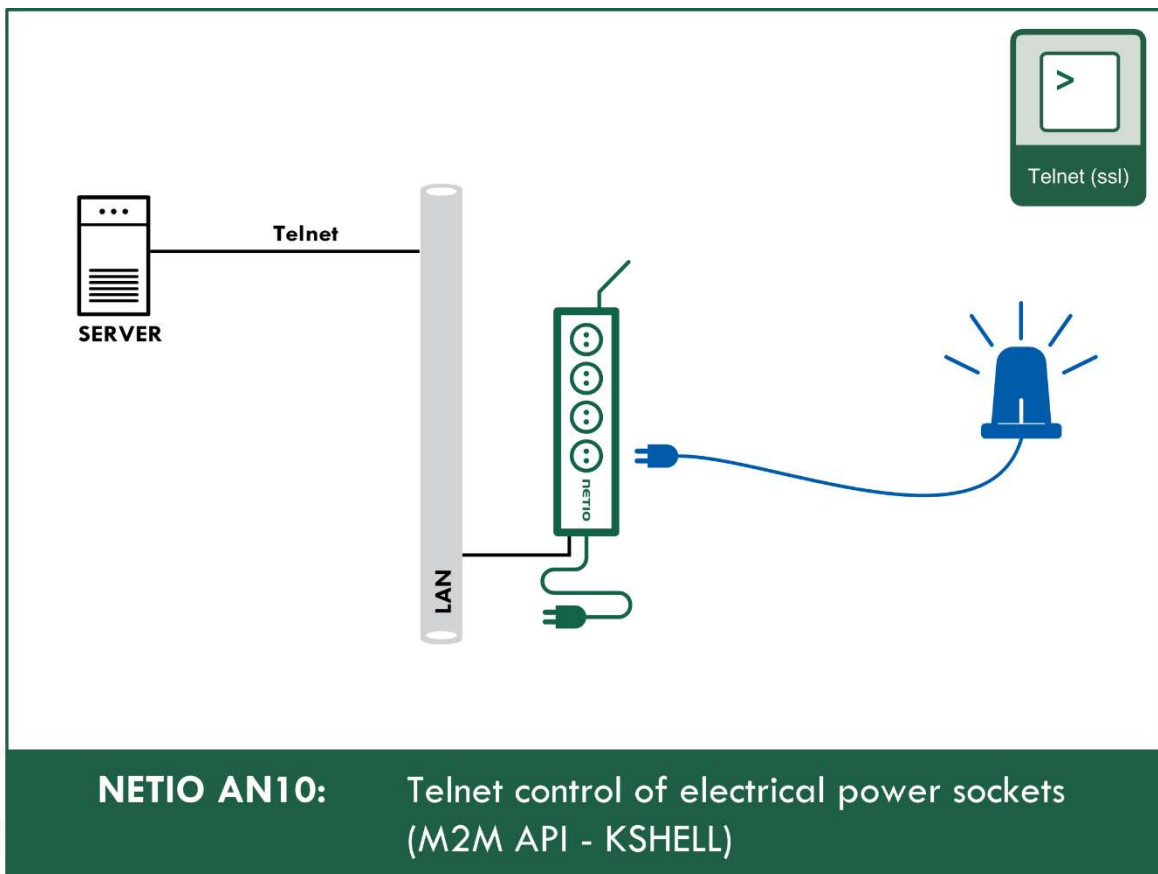 >
Telnet (ssl)
Telnet
SERVER
NETIO
LAN
NETIO AN10: Telnet control of electrical power sockets
(M2M API - KSHELL)